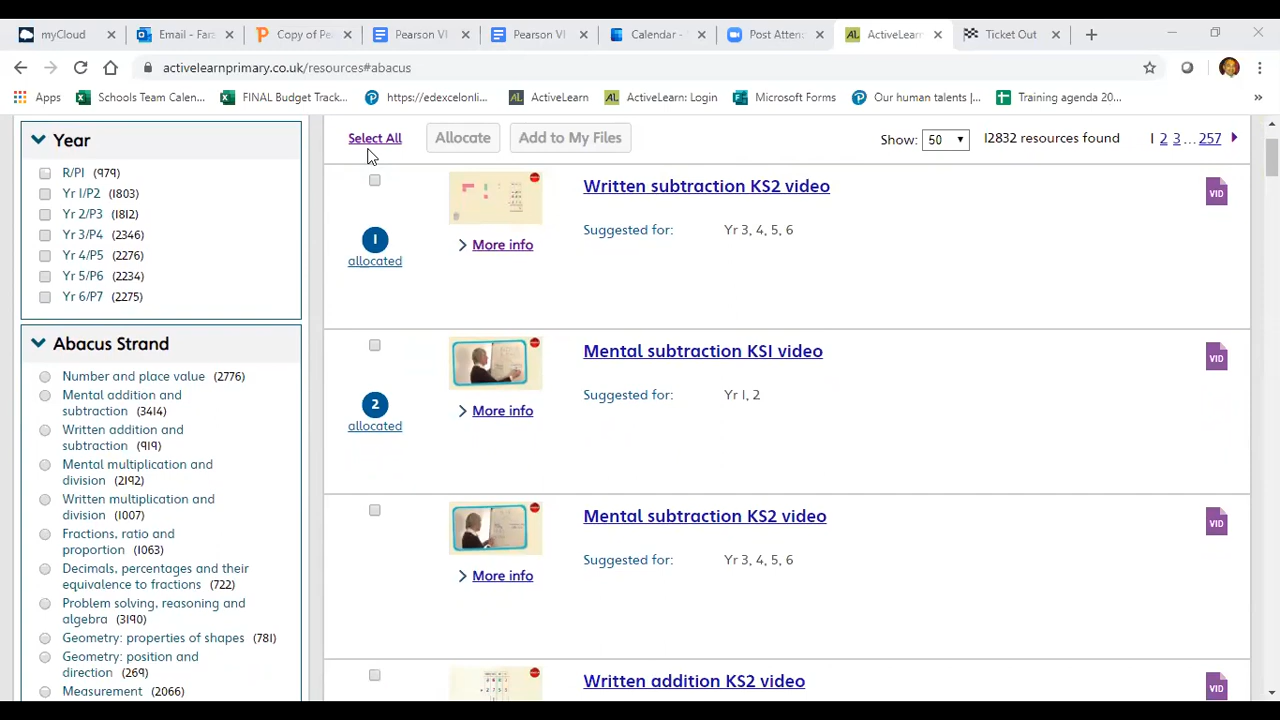 myCloud
Email - Fars
Copy of Pe
Pearson VI
Pearson VI
Calendar -
Post Atten
ActiveLearn
Ticket Out
activelearnprimary.co.uk/resources#abacus
Apps
Schools Team Calen...
FINAL Budget Track...
https://edexcelonli...
ActiveLearn
ActiveLearn: Login
Microsoft Forms
Our human talents |...
Training agenda 20...
Year
R/P1 (979)
Yr 1/P2 (1803)
Yr 2/P3 (1812)
Yr 3/P4 (2346)
Yr 4/P5 (2276)
Yr 5/P6 (2234)
Yr 6/P7 (2275)
Abacus Strand
Number and place value (2776)
Mental addition and
subtraction (3414)
Written addition and
subtraction (919)
Mental multiplication and
division (2192)
Written multiplication and
division (1007)
Fractions, ratio and
proportion (1063)
Decimals, percentages and their
equivalence to fractions (722)
Problem solving, reasoning and
algebra (3190)
Geometry: properties of shapes (781)
Geometry: position and
direction (269)
Measurement (2066)
Select All
Allocate
Add to My Files
Show: 50
12832 resources found
1 2 3 ... 257
Written subtraction KS2 video
Suggested for: Yr 3, 4, 5, 6
1
allocated
More info
VID
Mental subtraction KS1 video
Suggested for: Yr 1, 2
2
allocated
More info
VID
Mental subtraction KS2 video
Suggested for: Yr 3, 4, 5, 6
More info
VID
Written addition KS2 video
VID